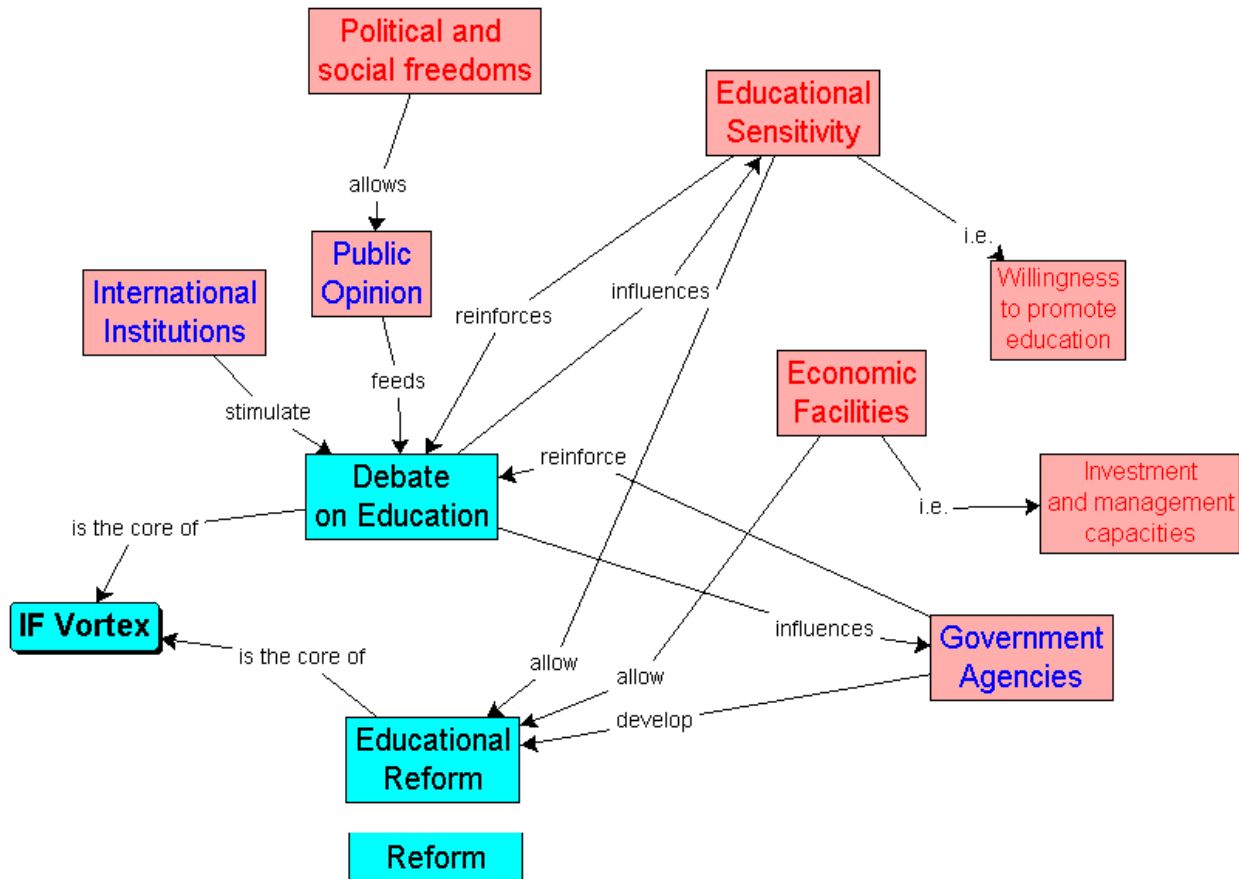 Political and
social freedoms
Educational
Sensitivity
allows
i.e.
Public
Opinion
International
Institutions
influences
reinforces
Willingness
to promote
education
Economic
Facilities
feeds
stimulate
reinforce
Debate
on Education
Investment
and management
capacities
i.e.
is the core of
IF Vortex
influences
Government
Agencies
is the core of
allow
allow
develop
Educational
Reform
Reform